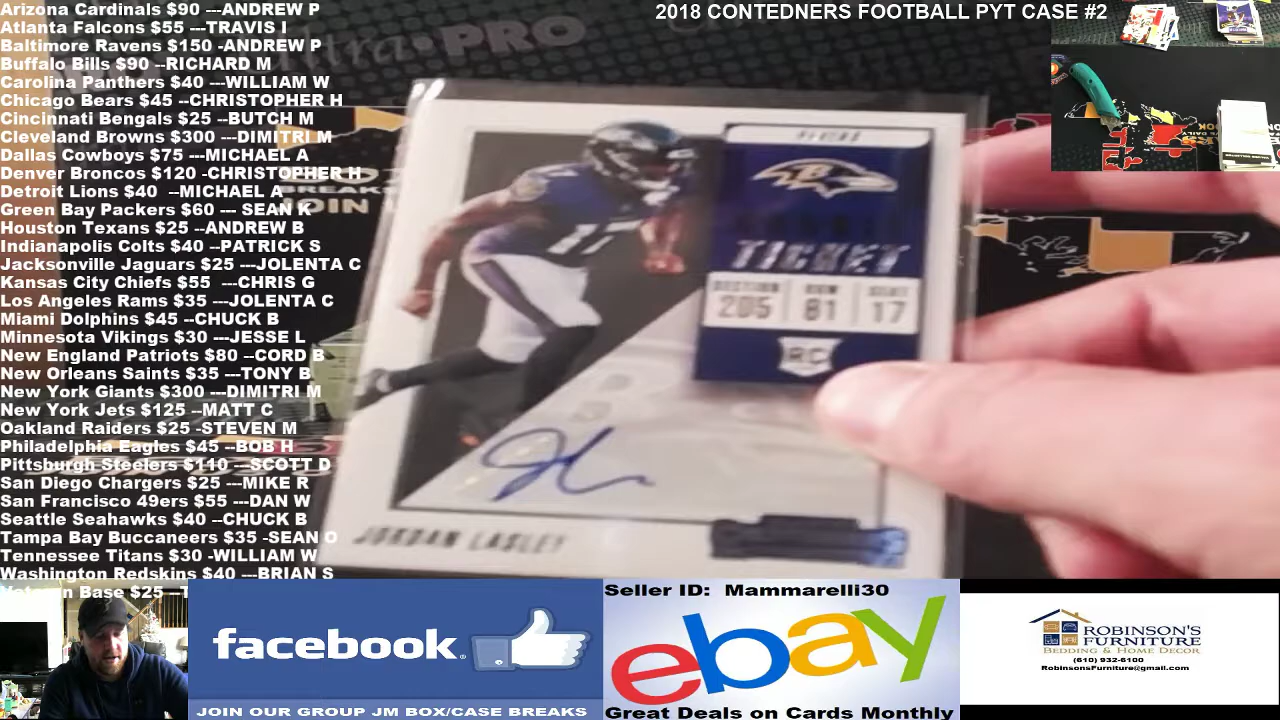 Arizona Cardinals $90 ---ANDREW P
Atlanta Falcons $55 ---TRAVIS I
Baltimore Ravens $150 -ANDREW P
Buffalo Bills $90 --RICHARD M
Carolina Panthers $40 ---WILLIAM W
Chicago Bears $45 --CHRISTOPHER H
Cincinnati Bengals $25 --BUTCH M
Cleveland Browns $300 ---DIMITRI M
Dallas Cowboys $75 ---MICHAEL A
Denver Broncos $120 -CHRISTOPHER H
Detroit Lions $40 --MICHAEL A
Green Bay Packers $60 --- SEAN K
Houston Texans $25 --ANDREW B
Indianapolis Colts $40 --PATRICK S
Jacksonville Jaguars $25 ---JOLENTA C
Kansas City Chiefs $55 ---CHRIS G
Los Angeles Rams $35 ---JOLENTA C
Miami Dolphins $45 --CHUCK B
Minnesota Vikings $30 ---JESSE L
New England Patriots $80 --CORD B
New Orleans Saints $35 ---TONY B
New York Giants $300 ---DIMITRI M
New York Jets $125 --MATT C
Oakland Raiders $25 -STEVEN M
Philadelphia Eagles $45 --BOB H
Pittsburgh Steelers $110 ---SCOTT D
San Diego Chargers $25 ---MIKE R
San Francisco 49ers $55 ---DAN W
Seattle Seahawks $40 --CHUCK B
Tampa Bay Buccaneers $35 -SEAN O
Tennessee Titans $30 -WILLIAM W
Washington Redskins $40 ---BRIAN S
Base $25 --
2018 CONTEDNERS FOOTBALL PYT CASE #2
TICKET
SECTION ROW SEAT
205 81 17
RC
JORDAN LASLEY
facebook
JOIN OUR GROUP JM BOX/CASE BREAKS
Seller ID: Mammarelli30
ebay
Great Deals on Cards Monthly
ROBINSON'S
FURNITURE
BEDDING & HOME DECOR
(610) 932-6100
RobinsonsFurniture@gmail.com